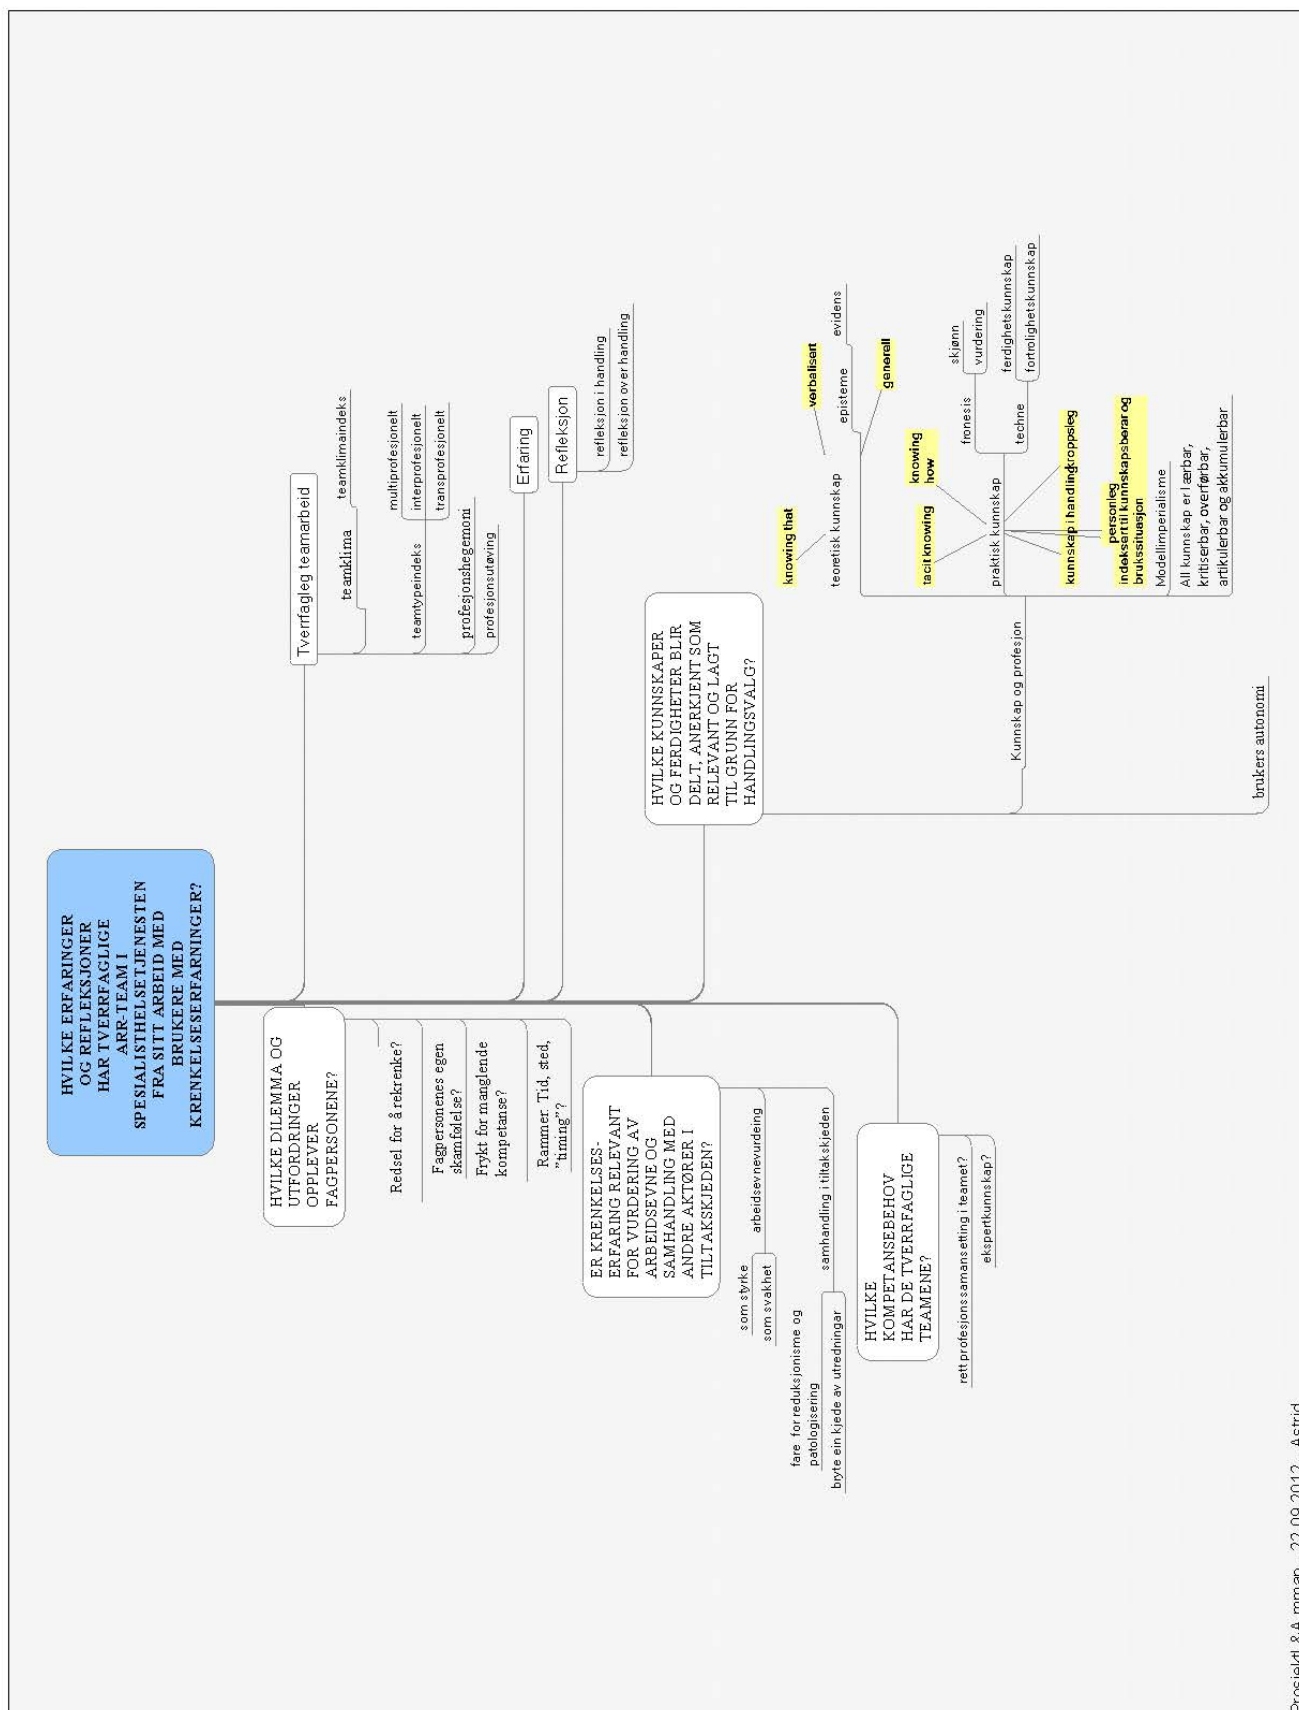 HVILKE ERFARINGER
OG REFLEKSJONER
HAR TVERRFAGLIGE
ARR-TEAM I
SPESIALISTHELSETJENESTEN
FRA SITT ARBEID MED
BRUKERE MED
KRENKELSESERFARNINGER?
HVILKE DILEMMA OG
UTFORDRINGER
OPPLEVER
FAGPERSONENE?
Redsel for å rekrenke?
Fagpersonenes egen
skamfølelse?
Frykt for manglende
kompetanse?
Rammer. Tid, sted,
"timing"?
ER KRENKELSES-
ERFARING RELEVANT
FOR VURDERING AV
ARBEIDSEVNE OG
SAMHANDLING MED
ANDRE AKTØRER I
TILTAKSKJEDEN?
arbeidsevnevurdeing
som styrke
som svakhet
samhandling i tiltakskjeden
fare for reduksjonisme og
patologisering
bryte ein kjede av utredningar
HVILKE
KOMPETANSEBEHOV
HAR DE TVERRFAGLIGE
TEAMENE?
rett profesjonssamansetting i teamet?
ekspertkunnskap?
Tverrfagleg teamarbeid
teamklima
teamklimaindeks
teamtypeindeks
multiprofesjonelt
interprofesjonelt
transprofesjonelt
profesjonshegemoni
profesjonsutøving
Erfaring
Refleksjon
refleksjon i handling
refleksjon over handling
HVILKE KUNNSKAPER
OG FERDIGHETER BLIR
DELT, ANERKJENT SOM
RELEVANT OG LAGT
TIL GRUNN FOR
HANDLINGSVALG?
Kunnskap og profesjon
knowing that
verbalisert
teoretisk kunnskap
episteme
evidens
generell
tacit knowing
knowing
how
praktisk kunnskap
fronesis
skjønn
vurdering
techne
ferdighetskunnskap
fortrolighetskunnskap
kunnskap i handling
kroppsleg
personleg
indeksert til kunnskapsberar og
brukssituasjon
Modellimperialisme
All kunnskap er lærbar,
kritiserbar, overførbar,
artikulerbar og akkumulerbar
brukers autonomi
22.09.2012
Astrid